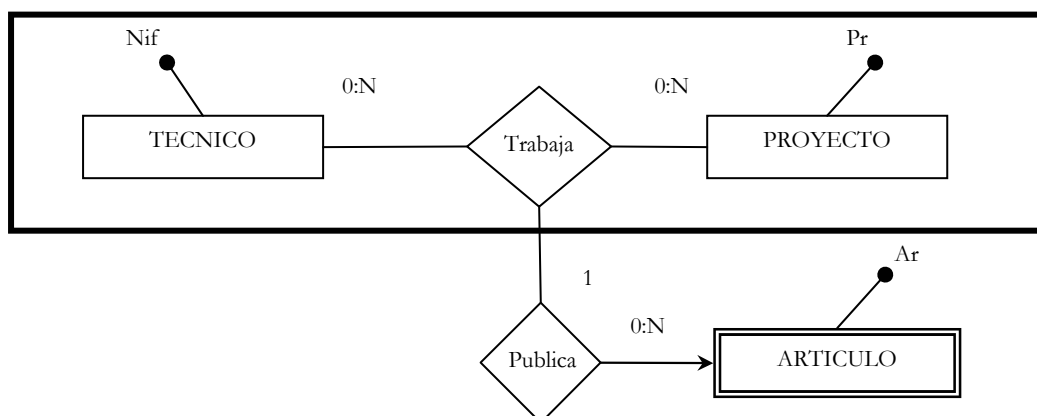 Nif
Pr
0:N
0:N
TECNICO
Trabaja
PROYECTO
Ar
1
0:N
Publica
ARTICULO